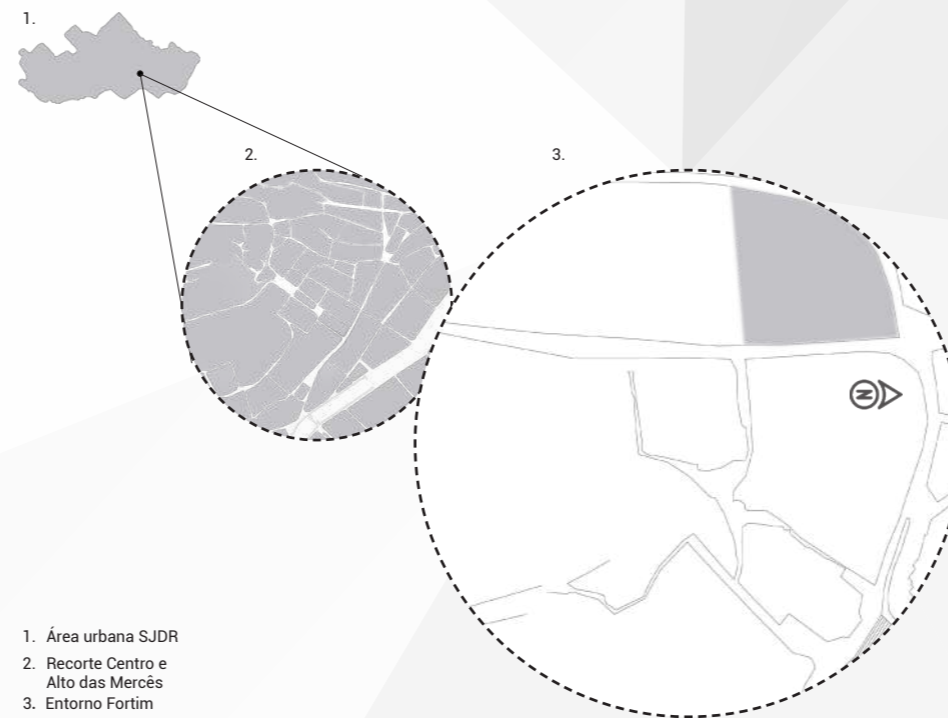 1.
2.
3.
N
1. Área urbana SJDR
2. Recorte Centro e
Alto das Mercês
3. Entorno Fortim